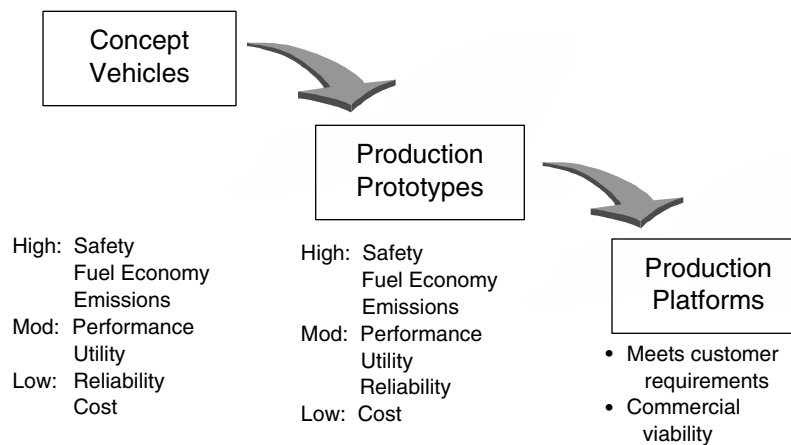 Concept
Vehicles
Production
Prototypes
Production
Platforms
High: Safety
Fuel Economy
Emissions
Mod: Performance
Utility
Low: Reliability
Cost
High: Safety
Fuel Economy
Emissions
Mod: Performance
Utility
Reliability
Low: Cost
• Meets customer
requirements
• Commercial
viability